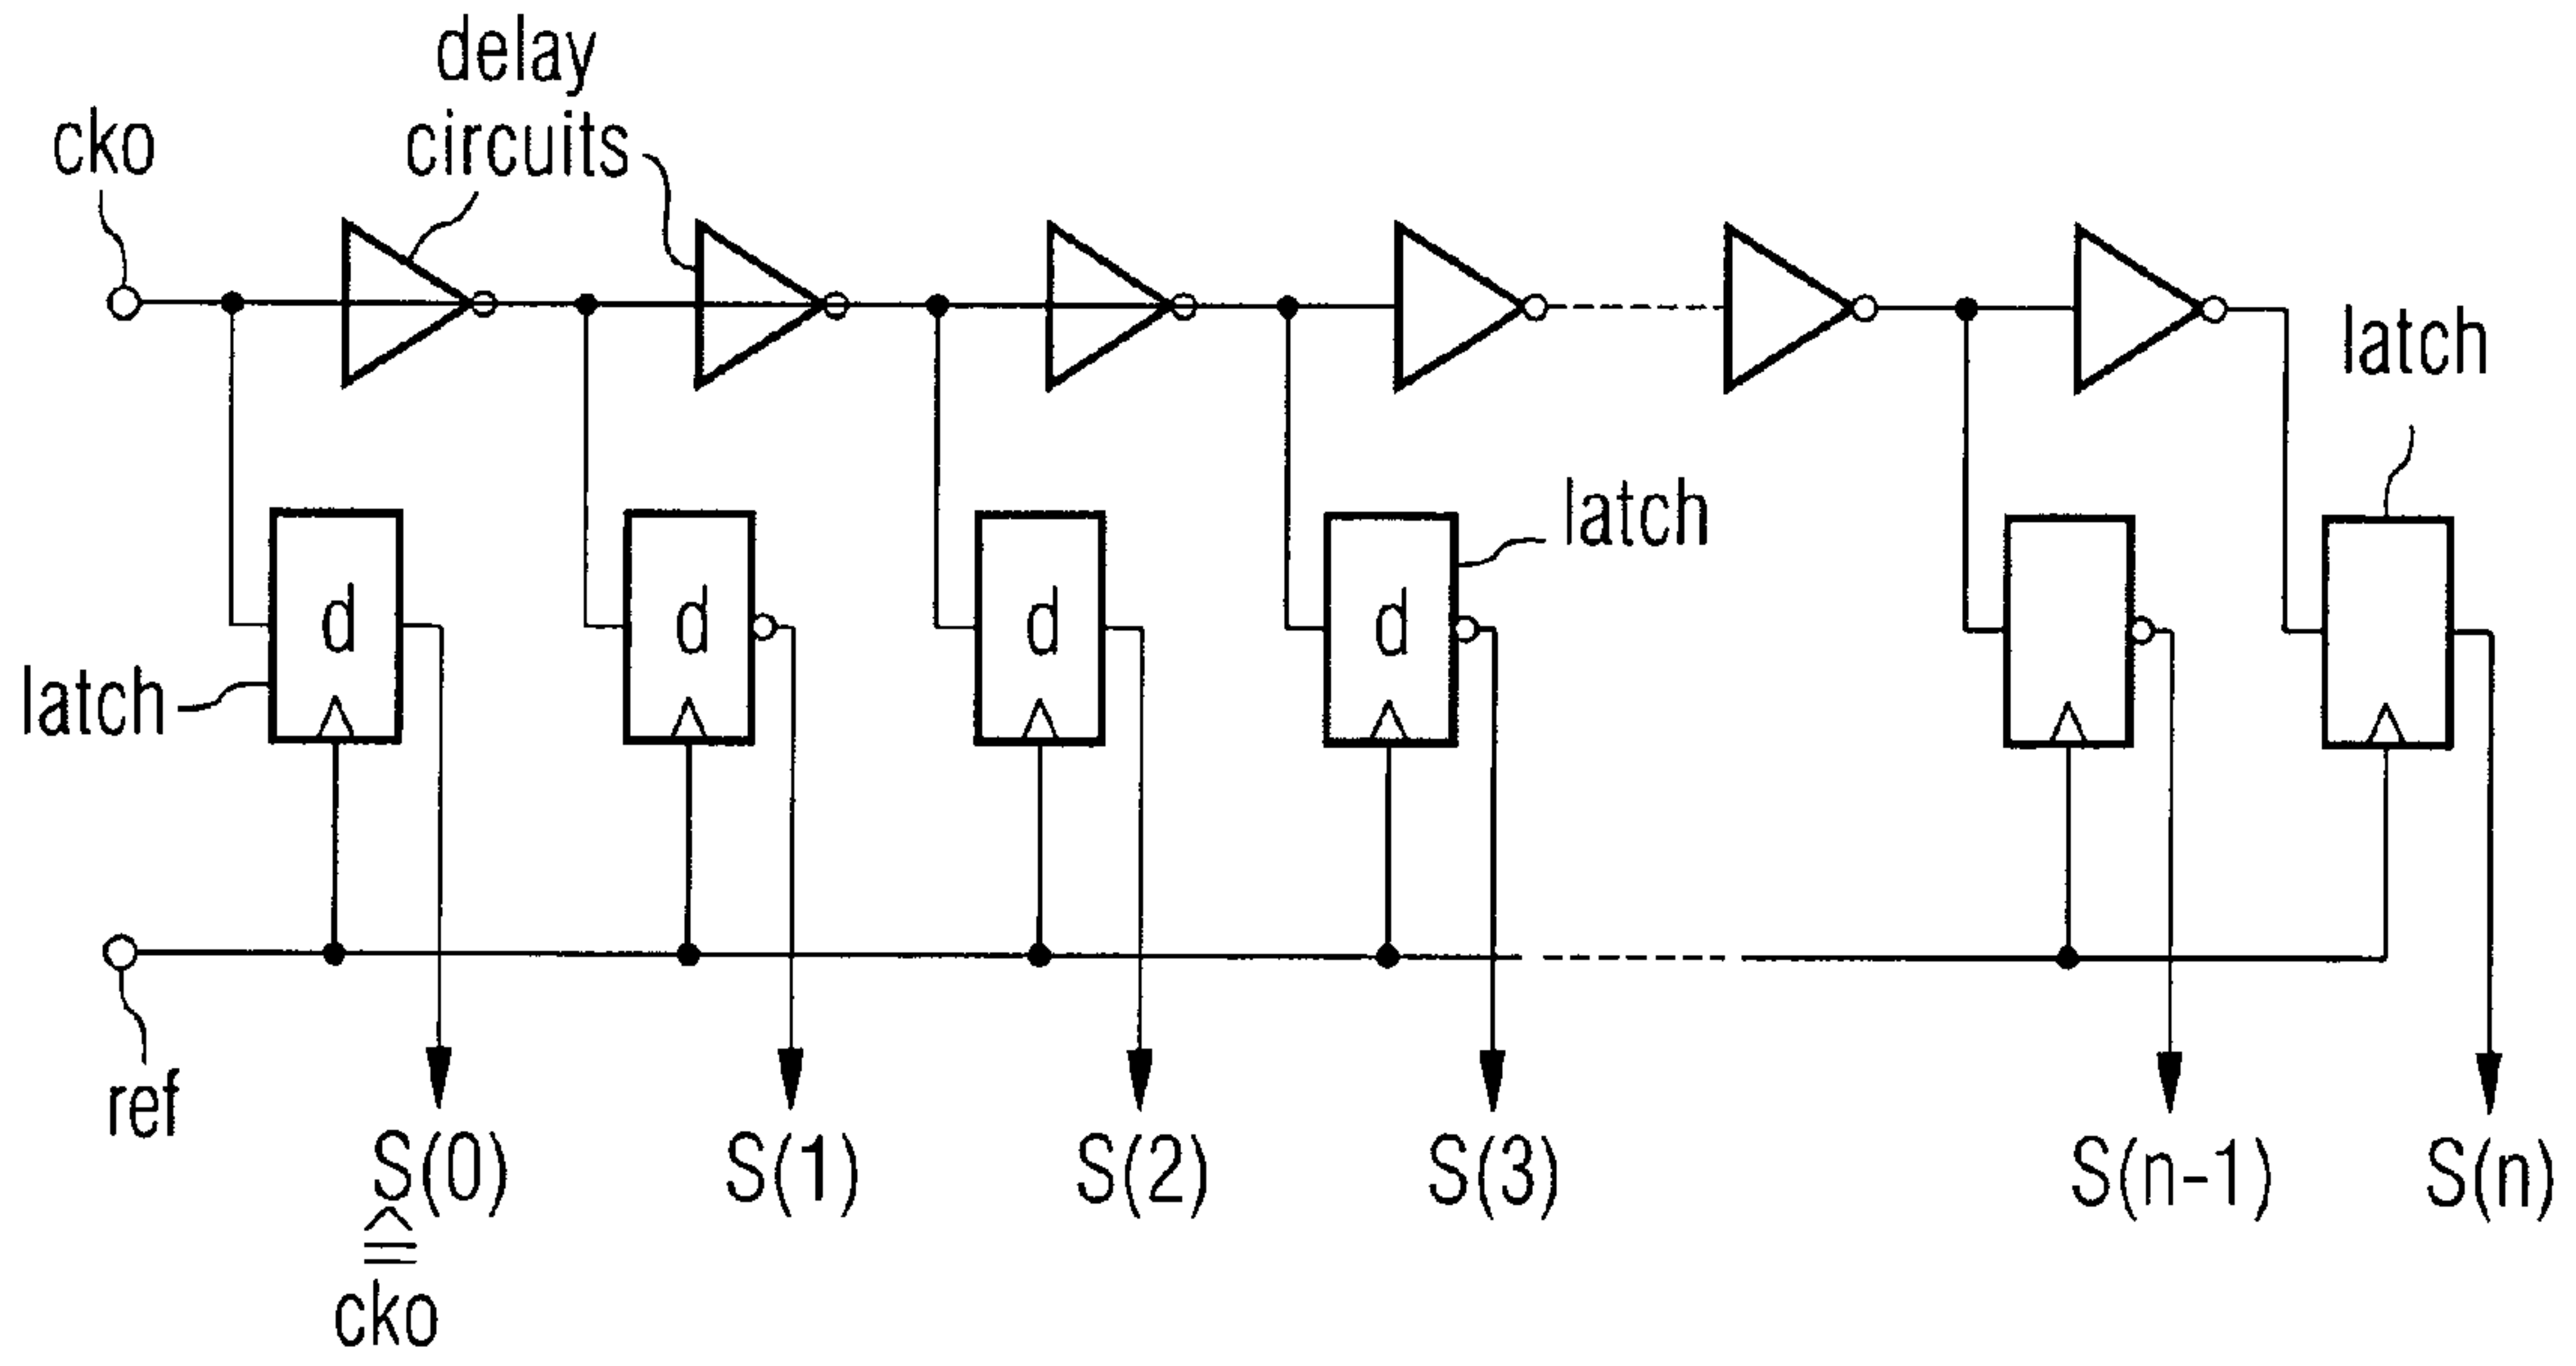 delay
circuits
cko
latch
latch
d
d
d
d
latch
ref
S(0)
S(1)
S(2)
S(3)
S(n-1)
S(n)
cko